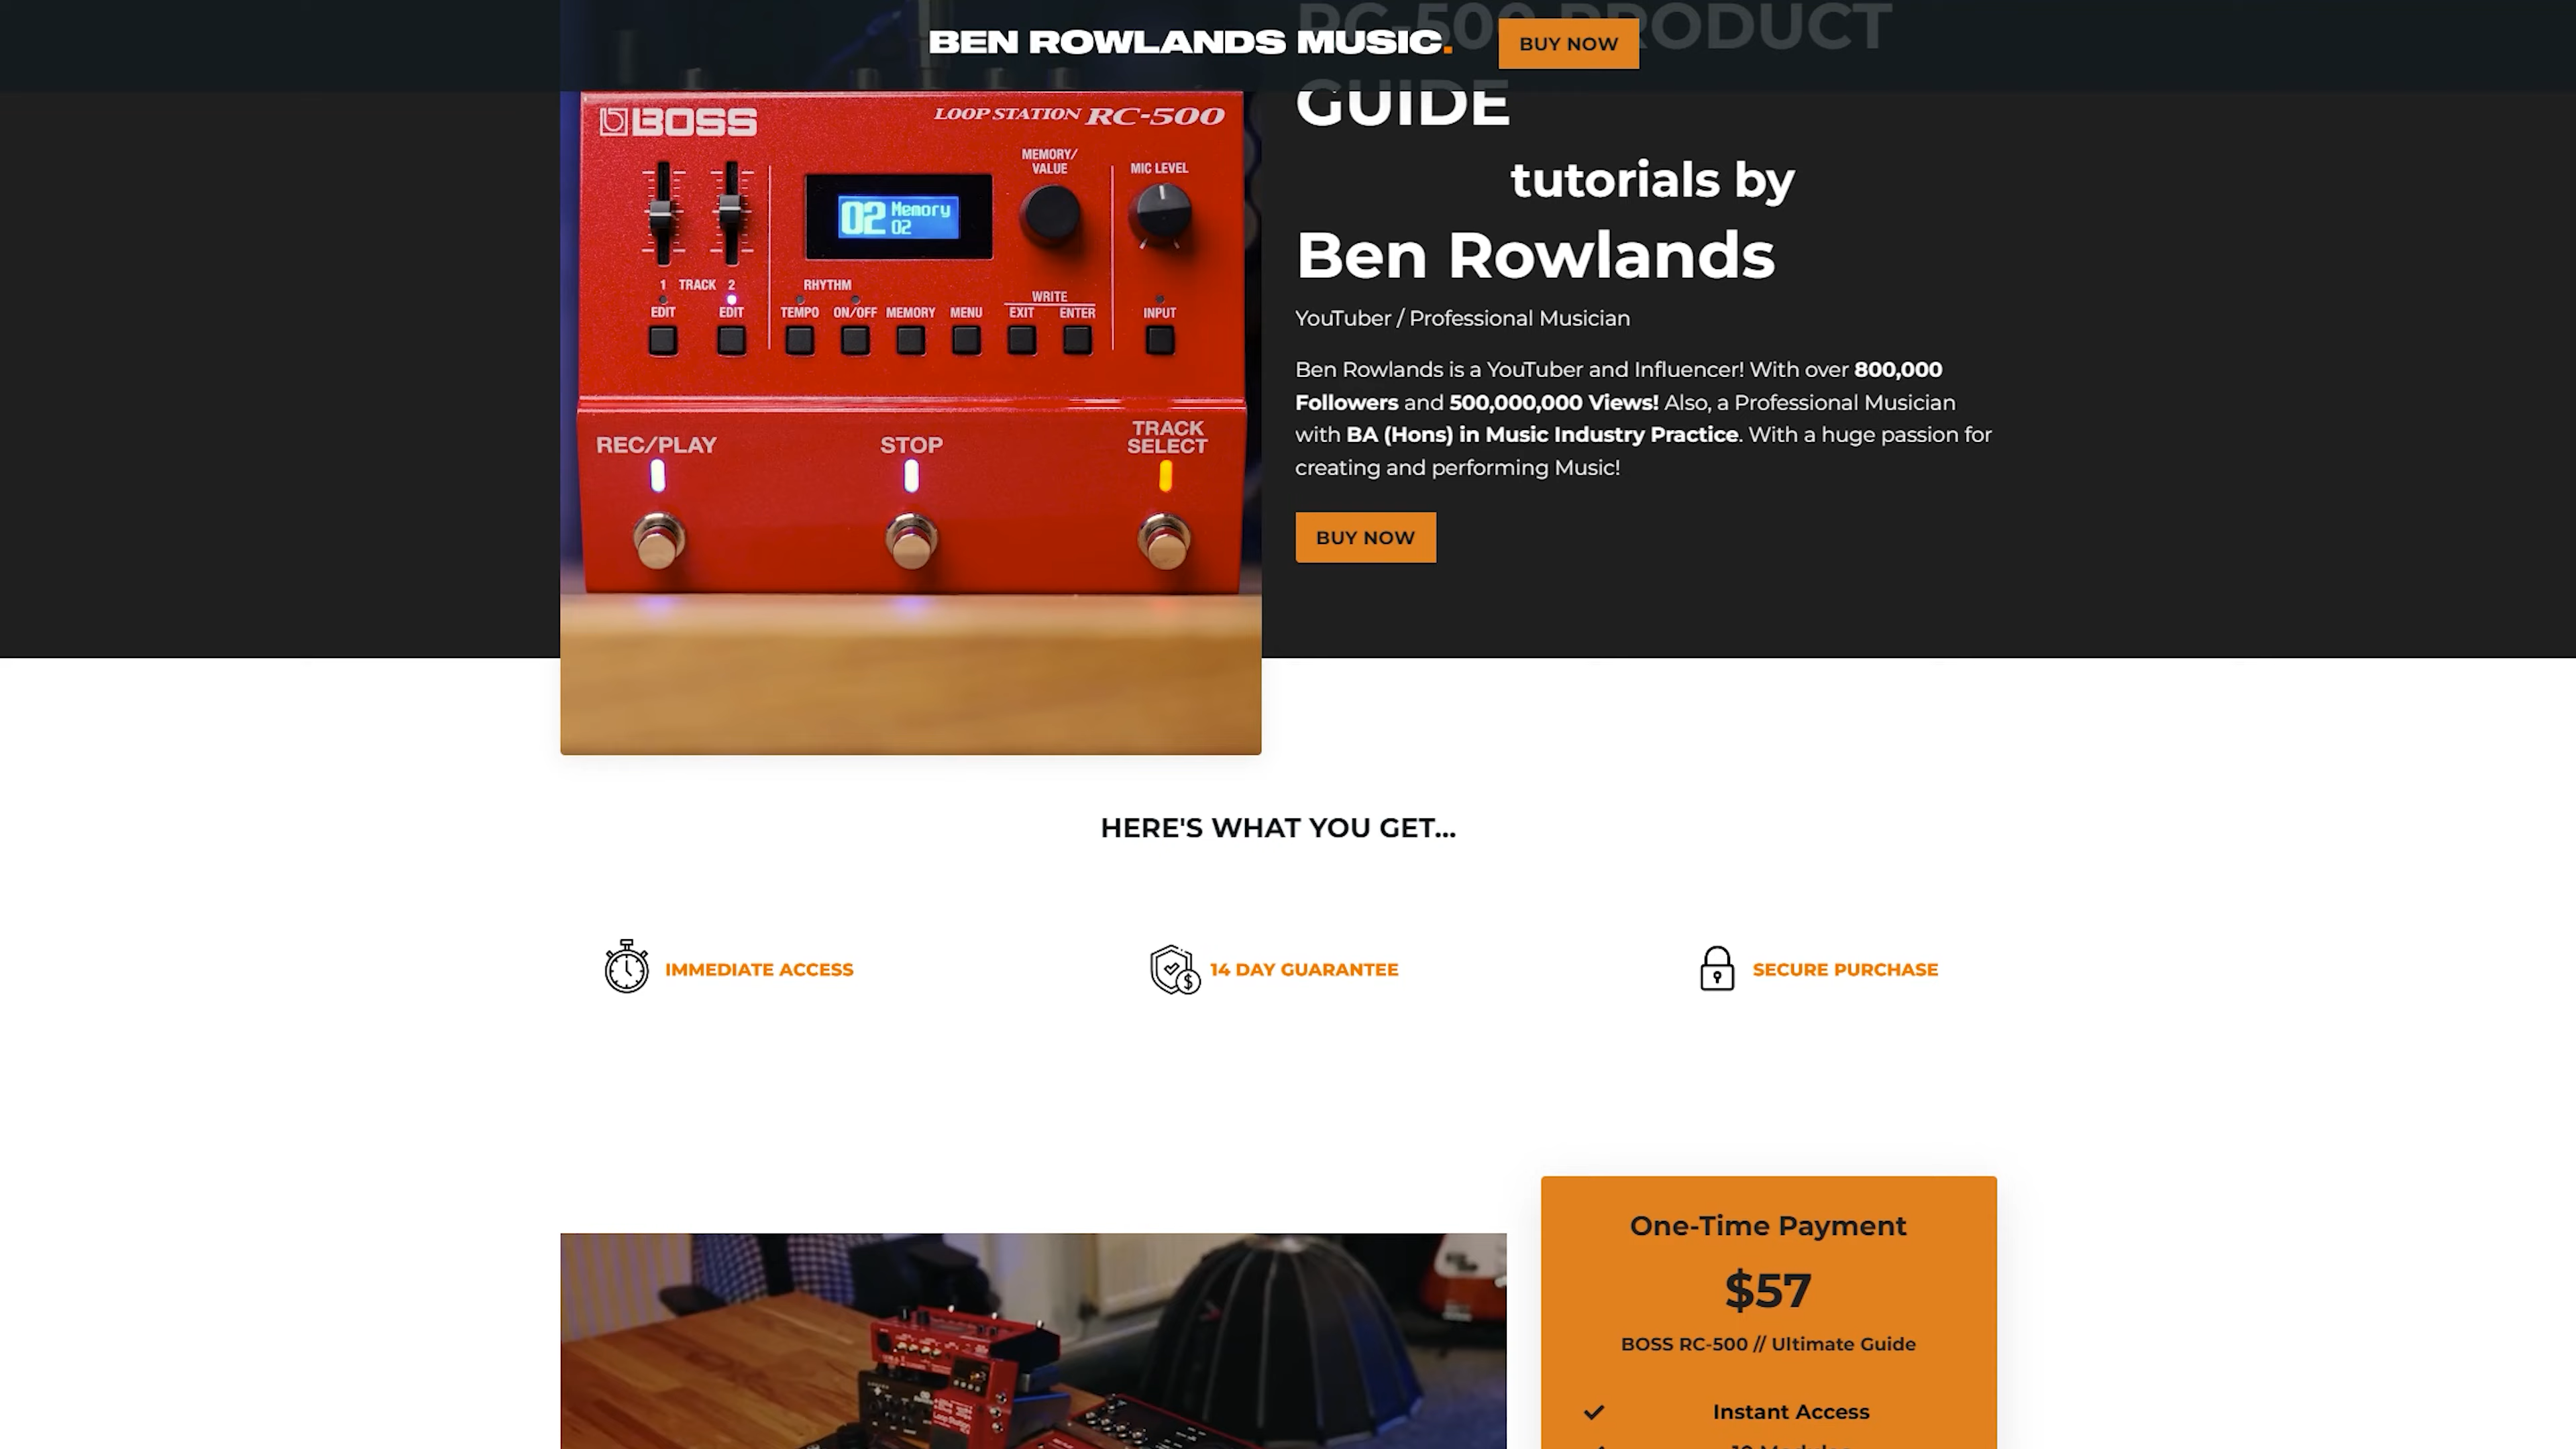 RC-500 PRODUCT
BEN ROWLANDS MUSIC.
BUY NOW
GUIDE
tutorials by
Ben Rowlands
YouTuber / Professional Musician
Ben Rowlands is a YouTuber and Influencer! With over 800,000
Followers and 500,000,000 Views! Also, a Professional Musician
with BA (Hons) in Music Industry Practice. With a huge passion for
creating and performing Music!
BUY NOW
BOSS
LOOP STATION RC-500
MEMORY/
VALUE
MIC LEVEL
02 Memory
02
1 TRACK 2
RHYTHM
WRITE
EDIT EDIT TEMPO ON/OFF MEMORY MENU EXIT ENTER INPUT
REC/PLAY
STOP
TRACK
SELECT
HERE'S WHAT YOU GET...
IMMEDIATE ACCESS
14 DAY GUARANTEE
SECURE PURCHASE
One-Time Payment
$57
BOSS RC-500 // Ultimate Guide
Instant Access